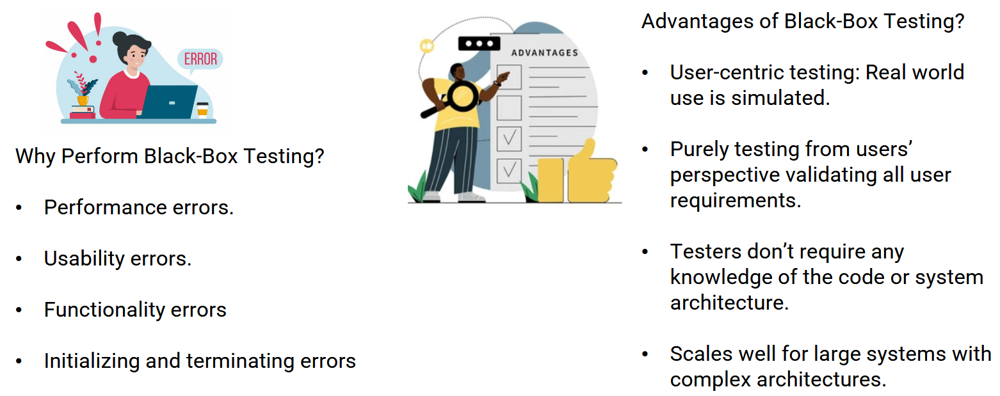 ERROR
Why Perform Black-Box Testing?
• Performance errors.
• Usability errors.
• Functionality errors
• Initializing and terminating errors
ADVANTAGES
Advantages of Black-Box Testing?
• User-centric testing: Real world
use is simulated.
• Purely testing from users’
perspective validating all user
requirements.
• Testers don’t require any
knowledge of the code or system
architecture.
• Scales well for large systems with
complex architectures.